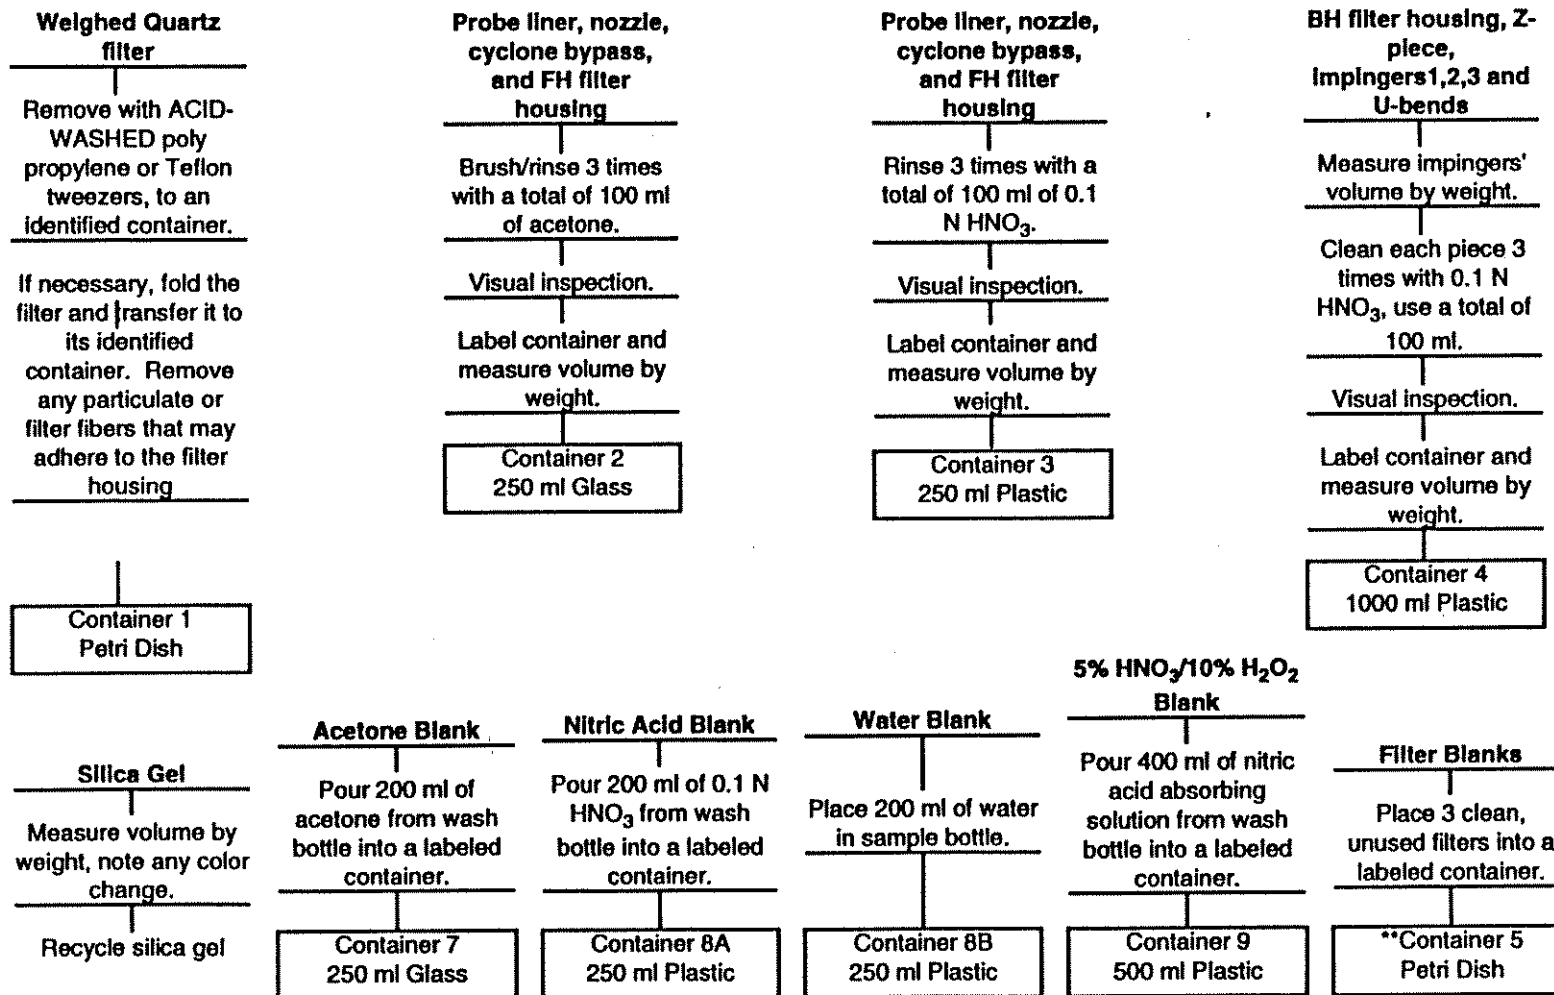 Weighed Quartz
filter
Remove with ACID-
WASHED poly
propylene or Teflon
tweezers, to an
identified container.
If necessary, fold the
filter and transfer it to
its identified
container. Remove
any particulate or
filter fibers that may
adhere to the filter
housing
Container 1
Petri Dish
Probe liner, nozzle,
cyclone bypass,
and FH filter
housing
Brush/rinse 3 times
with a total of 100 ml
of acetone.
Visual inspection.
Label container and
measure volume by
weight.
Container 2
250 ml Glass
Probe liner, nozzle,
cyclone bypass,
and FH filter
housing
Rinse 3 times with a
total of 100 ml of 0.1
N HNO₃.
Visual inspection.
Label container and
measure volume by
weight.
Container 3
250 ml Plastic
BH filter housing, Z-
piece,
impingers1,2,3 and
U-bends
Measure impingers'
volume by weight.
Clean each piece 3
times with 0.1 N
HNO₃, use a total of
100 ml.
Visual inspection.
Label container and
measure volume by
weight.
Container 4
1000 ml Plastic
Silica Gel
Measure volume by
weight, note any color
change.
Recycle silica gel
Acetone Blank
Pour 200 ml of
acetone from wash
bottle into a labeled
container.
Container 7
250 ml Glass
Nitric Acid Blank
Pour 200 ml of 0.1 N
HNO₃ from wash
bottle into a labeled
container.
Container 8A
250 ml Plastic
Water Blank
Place 200 ml of water
in sample bottle.
Container 8B
250 ml Plastic
5% HNO₃/10% H₂O₂
Blank
Pour 400 ml of nitric
acid absorbing
solution from wash
bottle into a labeled
container.
Container 9
500 ml Plastic
Filter Blanks
Place 3 clean,
unused filters into a
labeled container.
**Container 5
Petri Dish